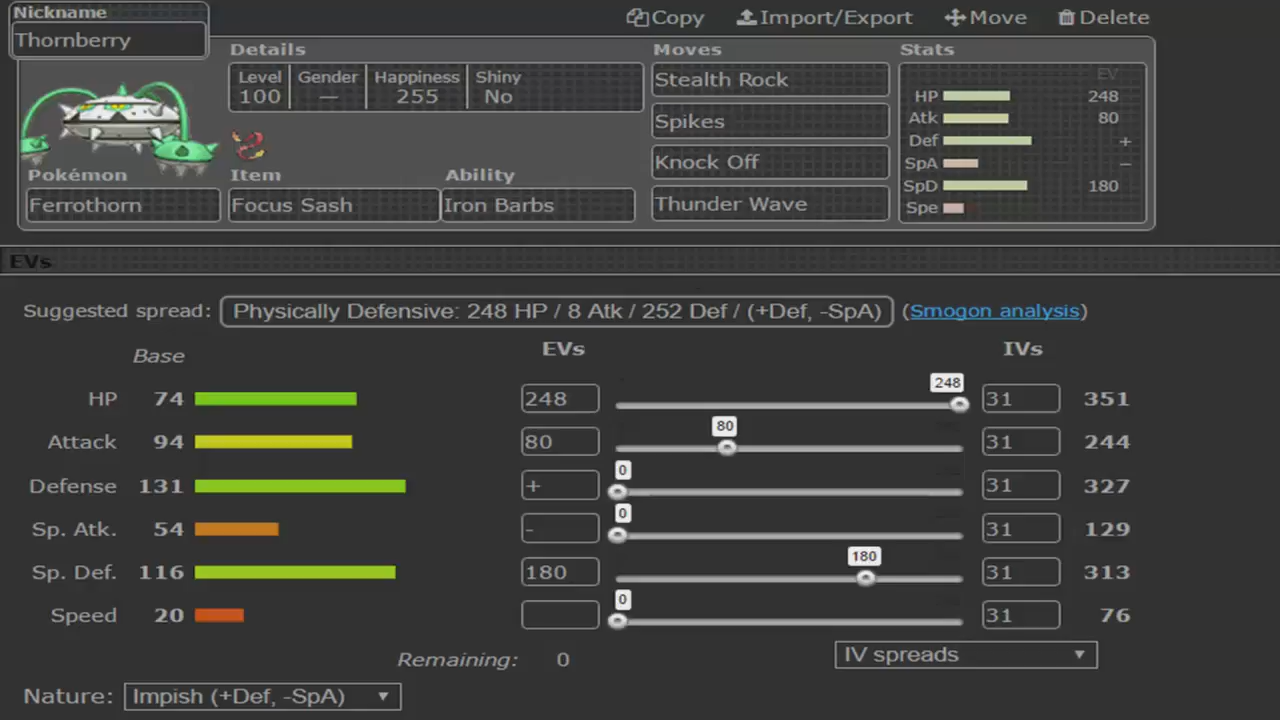 Nickname
Thornberry
Copy Import/Export Move Delete
Details
Level Gender Happiness Shiny
100 — 255 No
Pokémon Item Ability
Ferrothorn Focus Sash Iron Barbs
Moves
Stealth Rock
Spikes
Knock Off
Thunder Wave
Stats
EV
HP 248
Atk 80
Def +
SpA −
SpD 180
Spe
EVs
Suggested spread: Physically Defensive: 248 HP / 8 Atk / 252 Def / (+Def, -SpA) (Smogon analysis)
Base EVs IVs
HP 74 248 248 31 351
Attack 94 80 80 31 244
Defense 131 + 0 31 327
Sp. Atk. 54 - 0 31 129
Sp. Def. 116 180 180 31 313
Speed 20 0 31 76
Remaining: 0 IV spreads
Nature: Impish (+Def, -SpA)